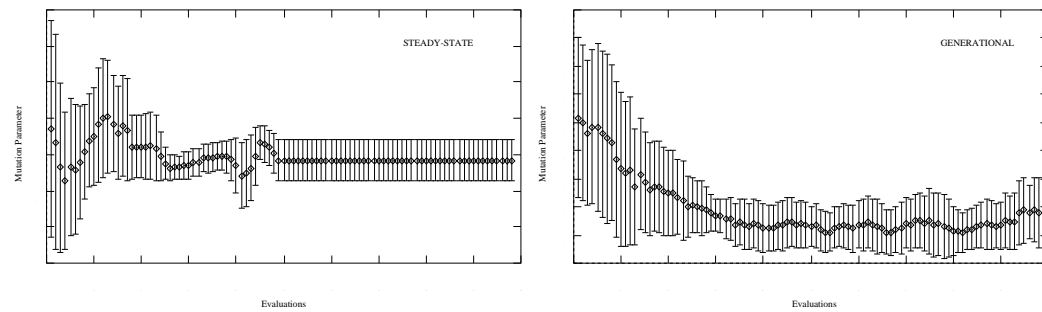 STEADY-STATE
Mutation Parameter
Evaluations
GENERATIONAL
Mutation Parameter
Evaluations